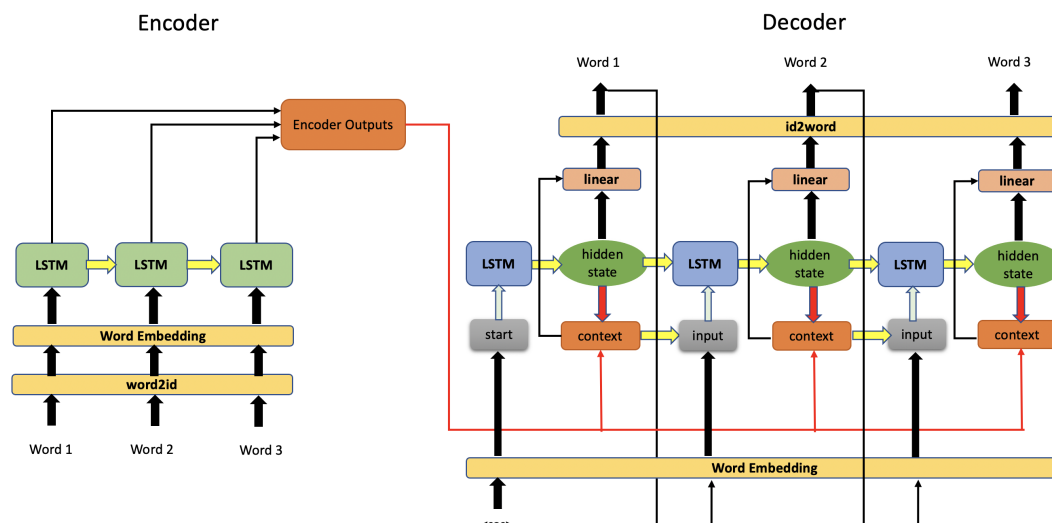 Encoder
Decoder
Word 1
Word 2
Word 3
Encoder Outputs
id2word
linear
linear
linear
LSTM
LSTM
LSTM
LSTM
hidden
state
LSTM
hidden
state
LSTM
hidden
state
Word Embedding
start
context
input
context
input
context
word2id
Word 1
Word 2
Word 3
Word Embedding